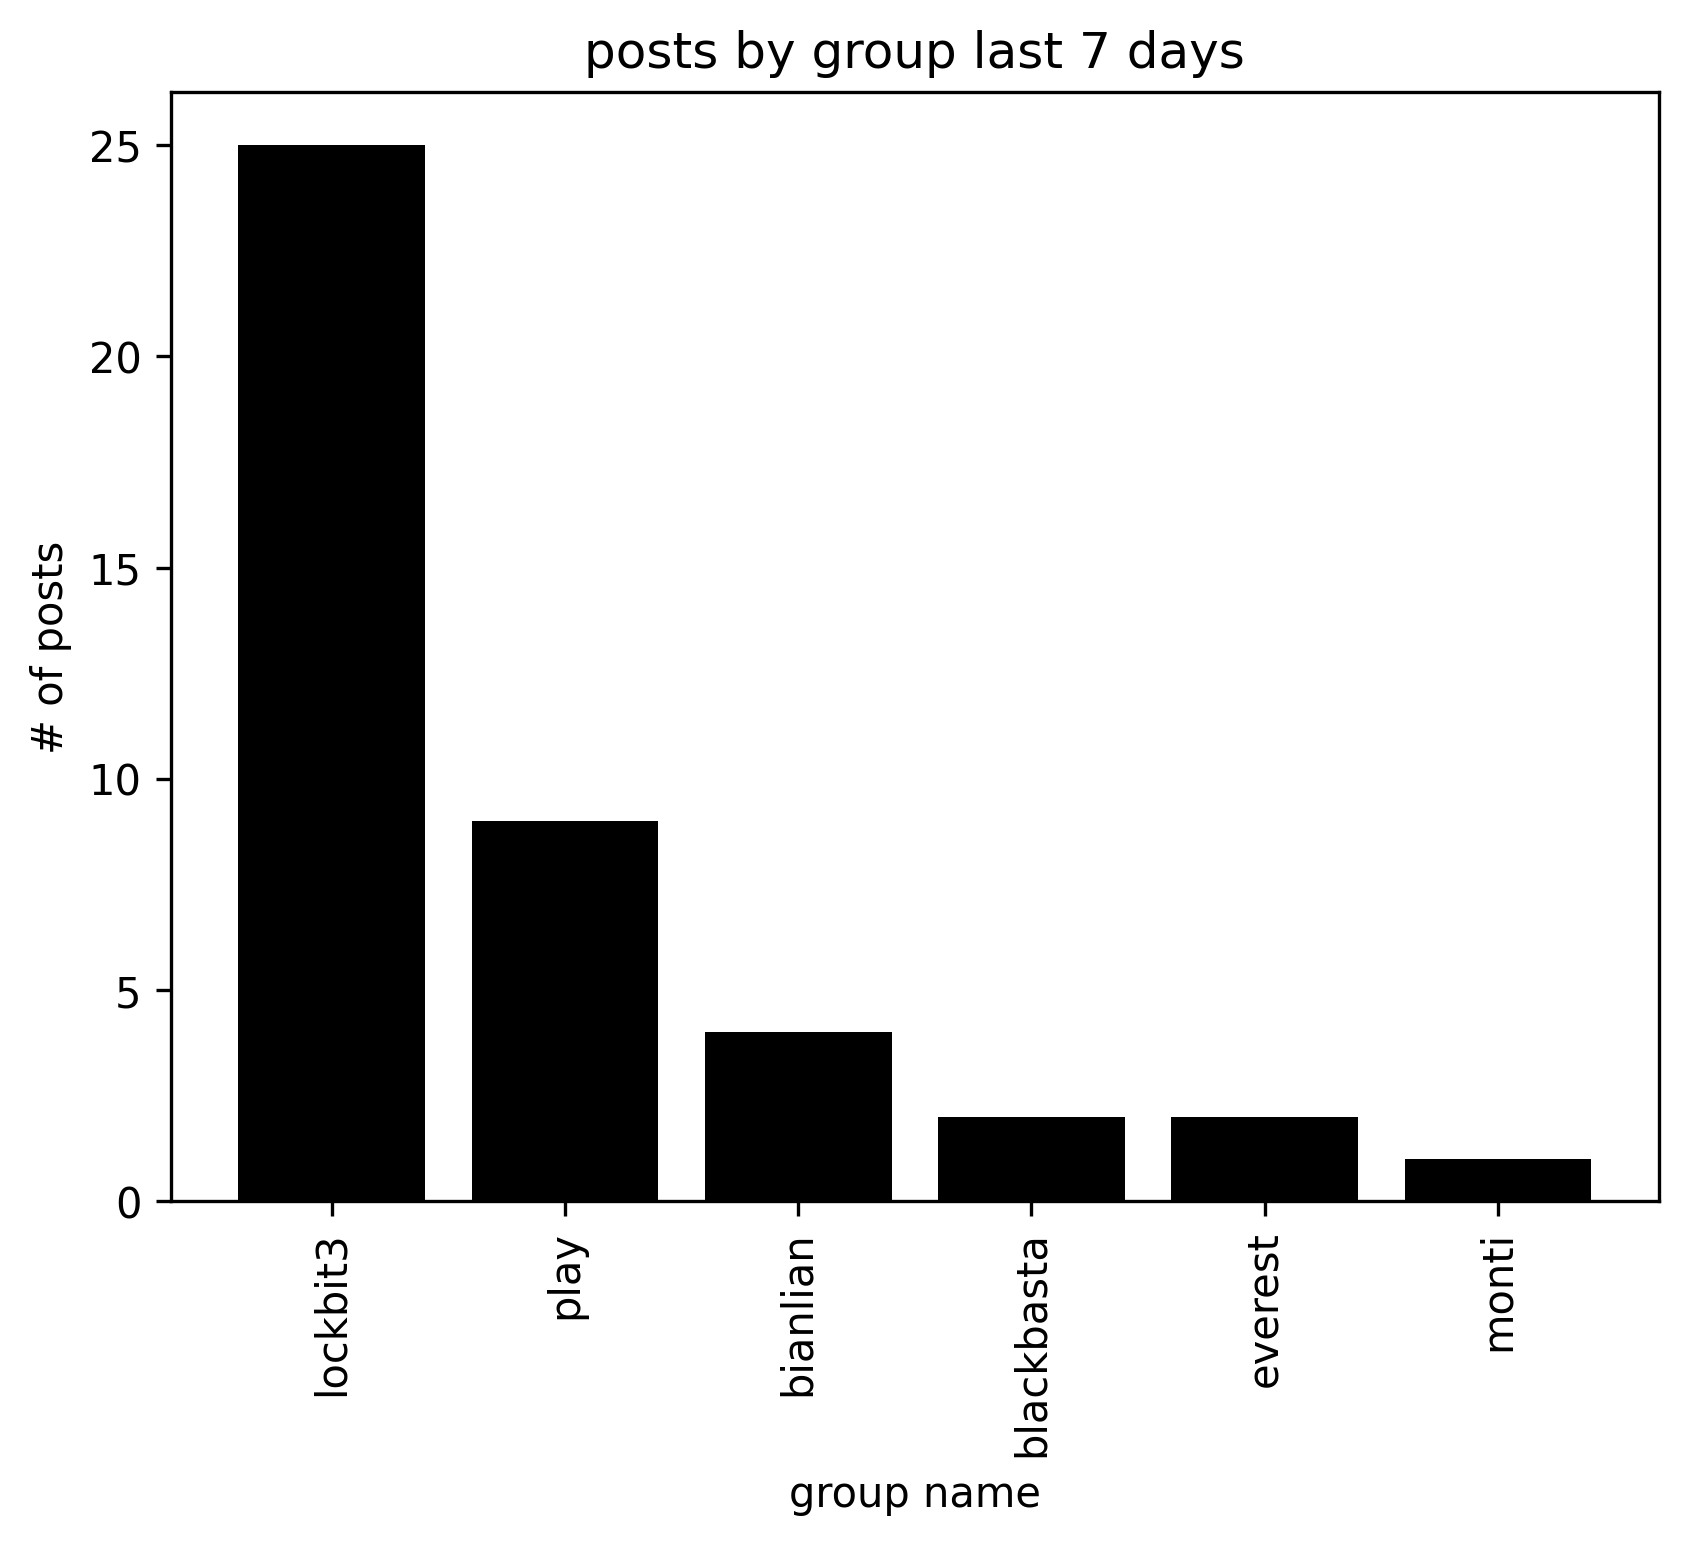 posts by group last 7 days
# of posts
25
20
15
10
5
0
lockbit3
play
bianlian
blackbasta
everest
monti
group name